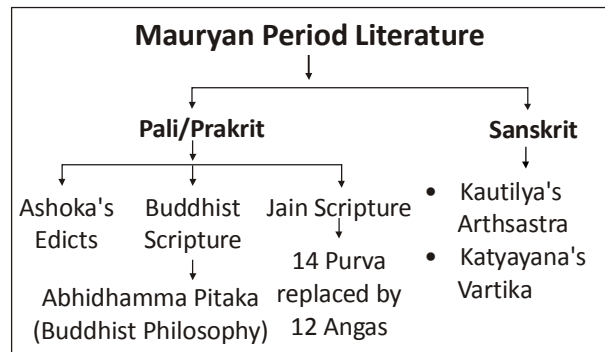 Mauryan Period Literature
Pali/Prakrit
Sanskrit
Ashoka's
Edicts
Buddhist
Scripture
Jain Scripture
Abhidhamma Pitaka
(Buddhist Philosophy)
14 Purva
replaced by
12 Angas
• Kautilya's
Arthsastra
• Katyayana's
Vartika